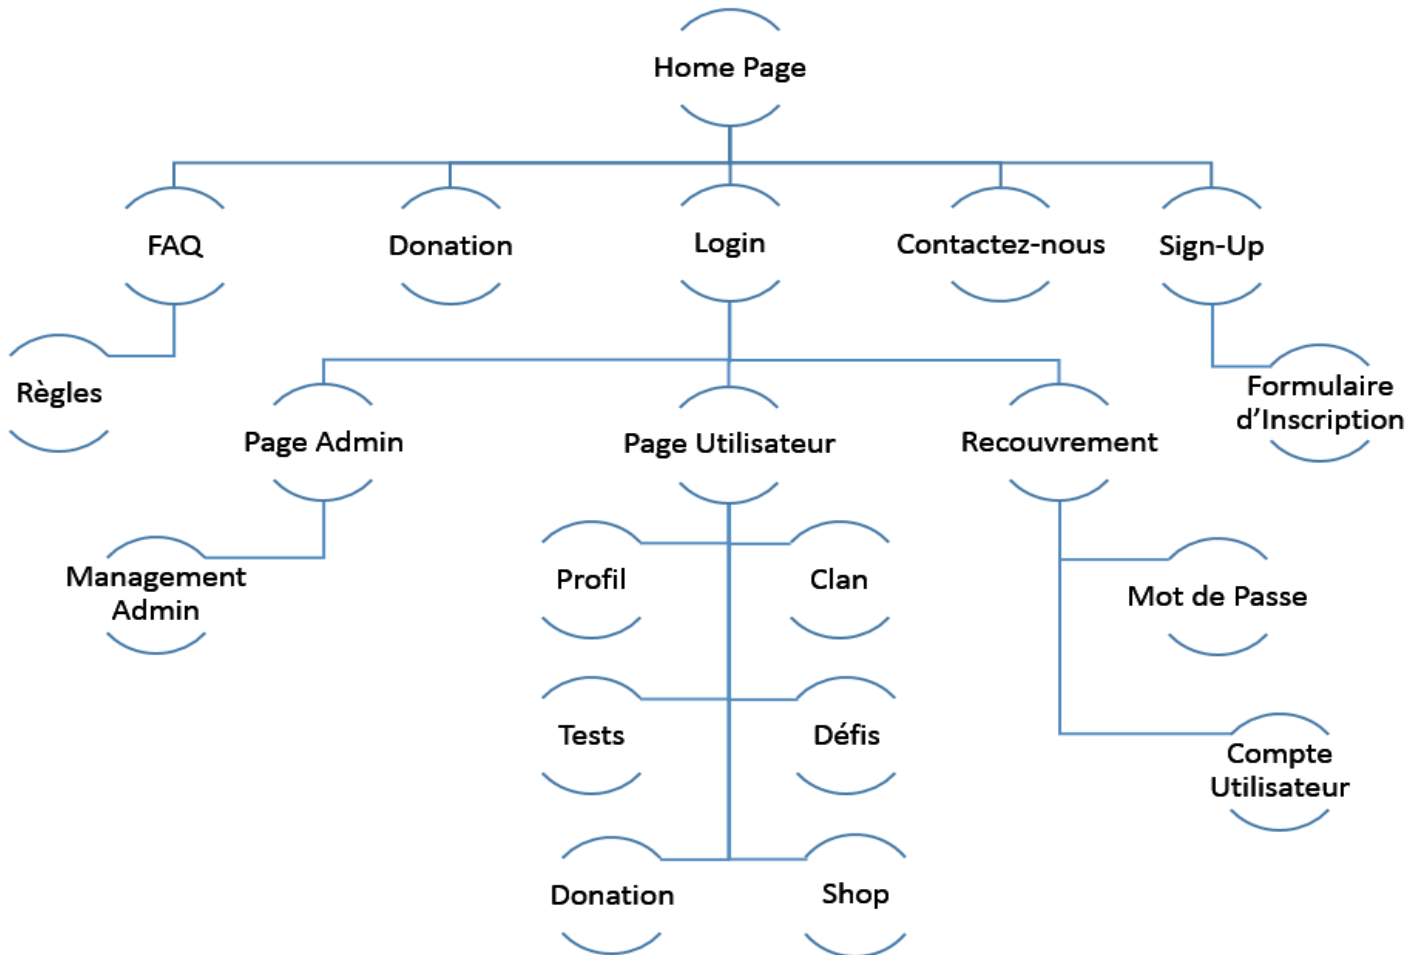 Home Page
FAQ
Donation
Login
Contactez-nous
Sign-Up
Règles
Page Admin
Page Utilisateur
Recouvrement
Formulaire
d’Inscription
Management
Admin
Profil
Clan
Mot de Passe
Tests
Défis
Compte
Utilisateur
Donation
Shop